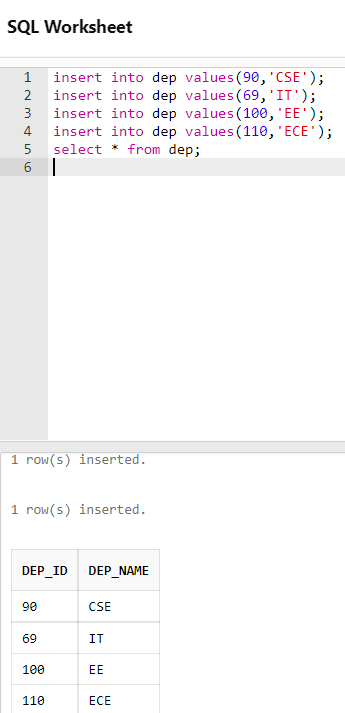 SQL Worksheet
1 insert into dep values(90,'CSE');
2 insert into dep values(69,'IT');
3 insert into dep values(100,'EE');
4 insert into dep values(110,'ECE');
5 select * from dep;
6
1 row(s) inserted.
1 row(s) inserted.
DEP_ID DEP_NAME
90 CSE
69 IT
100 EE
110 ECE